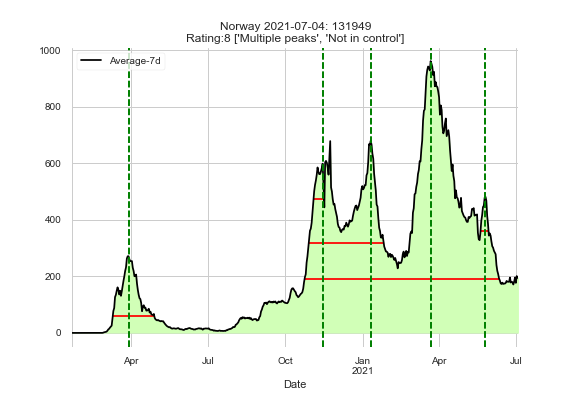 Norway 2021-07-04: 131949
Rating:8 ['Multiple peaks', 'Not in control']
Average-7d
1000
800
600
400
200
0
Apr
Jul
Oct
Jan
2021
Apr
Jul
Date